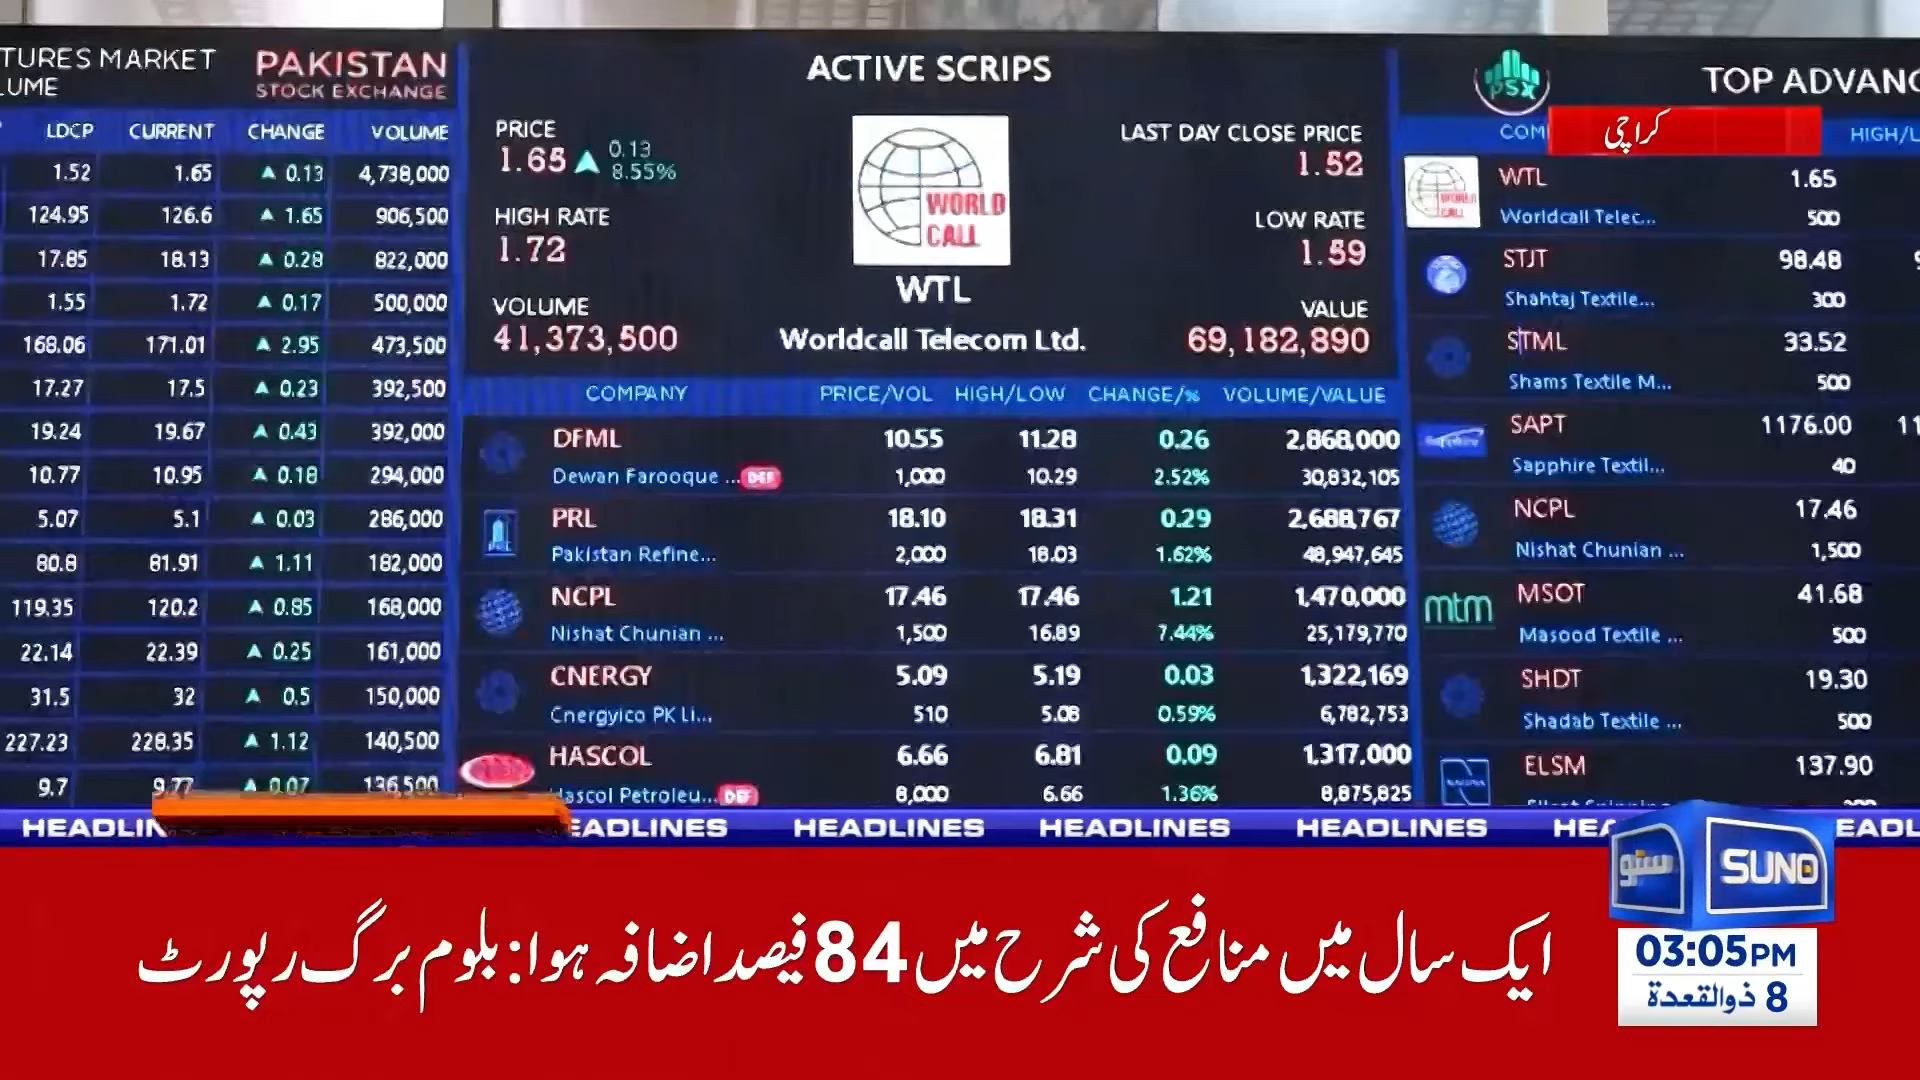 TURES MARKET
LUME
PAKISTAN
STOCK EXCHANGE
LDCP CURRENT CHANGE VOLUME
1.52 1.65 ▲ 0.13 4,738,000
124.95 126.6 ▲ 1.65 906,500
17.85 18.13 ▲ 0.28 822,000
1.55 1.72 ▲ 0.17 500,000
168.06 171.01 ▲ 2.95 473,500
17.27 17.5 ▲ 0.23 392,500
19.24 19.67 ▲ 0.43 392,000
10.77 10.95 ▲ 0.18 294,000
5.07 5.1 ▲ 0.03 286,000
80.8 81.91 ▲ 1.11 182,000
119.35 120.2 ▲ 0.85 168,000
22.14 22.39 ▲ 0.25 161,000
31.5 32 ▲ 0.5 150,000
227.23 228.35 ▲ 1.12 140,500
9.7 9.77 ▲ 0.07 136,500
ACTIVE SCRIPS
PRICE
1.65 ▲ 0.13
8.55%
HIGH RATE
1.72
VOLUME
41,373,500
WORLD
CALL
WTL
Worldcall Telecom Ltd.
LAST DAY CLOSE PRICE
1.52
LOW RATE
1.59
VALUE
69,182,890
COMPANY PRICE/VOL HIGH/LOW CHANGE/% VOLUME/VALUE
DFML 10.55 11.28 0.26 2,868,000
Dewan Farooque ... DEF 1,000 10.29 2.52% 30,832,105
PRL 18.10 18.31 0.29 2,688,767
Pakistan Refine... 2,000 18.03 1.62% 48,947,645
NCPL 17.46 17.46 1.21 1,470,000
Nishat Chunian ... 1,500 16.89 7.44% 25,179,770
CNERGY 5.09 5.19 0.03 1,322,169
Cnergyico PK Li... 510 5.08 0.59% 6,782,753
HASCOL 6.66 6.81 0.09 1,317,000
Hascol Petroleu... DEF 8,000 6.66 1.36% 8,875,825
PSX
TOP ADVANC
COM
کراچی
HIGH/L
WTL 1.65
Worldcall Telec... 500
STJT 98.48
Shahtaj Textile... 300
STML 33.52
Shams Textile M... 500
SAPT 1176.00 11
Sapphire Textil... 40
NCPL 17.46
Nishat Chunian ... 1,500
mtm
MSOT 41.68
Masood Textile ... 500
SHDT 19.30
Shadab Textile ... 500
ELSM 137.90
HEADLIN EADLINES HEADLINES HEADLINES HEADLINES HEA EADL
سنو SUNO
ایک سال میں منافع کی شرح میں 84 فیصد اضافہ ہوا: بلوم برگ رپورٹ
03:05PM
8 ذوالقعدة